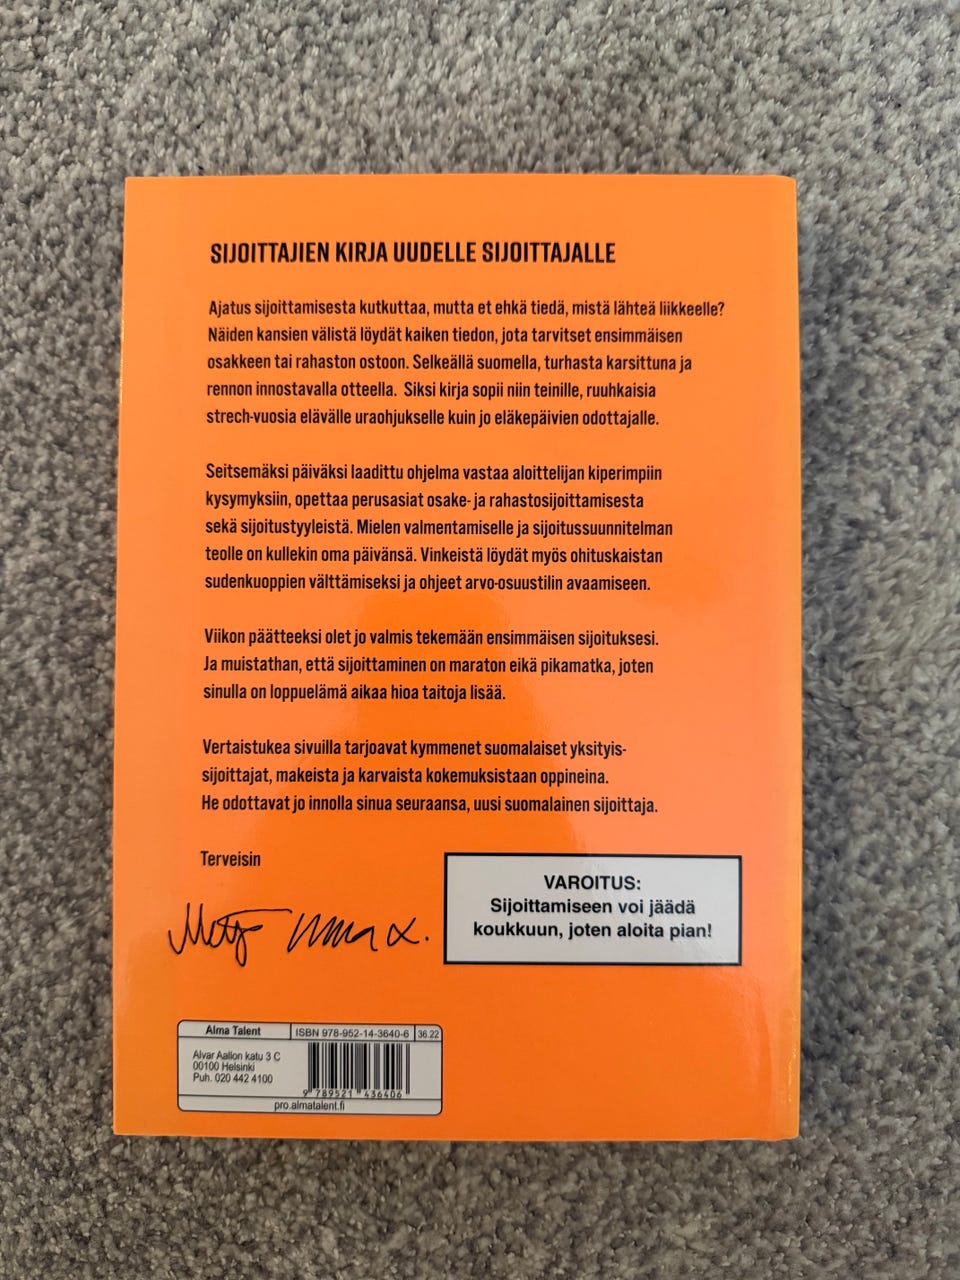 SIJOITTAJIEN KIRJA UUDELLE SIJOITTAJALLE
Ajatus sijoittamisesta kutkuttaa, mutta et ehkä tiedä, mistä lähteä liikkeelle?
Näiden kansien välistä löydät kaiken tiedon, jota tarvitset ensimmäisen
osakkeen tai rahaston ostoon. Selkeällä suomella, turhasta karsittuna ja
rennon innostavalla otteella. Siksi kirja sopii niin teinille, ruuhkaisia
strech-vuosia elävälle uraohjukselle kuin jo eläkepäivien odottajalle.
Seitsemäksi päiväksi laadittu ohjelma vastaa aloittelijan kiperimpiin
kysymyksiin, opettaa perusasiat osake- ja rahastosijoittamisesta
sekä sijoitustyyleistä. Mielen valmentamiselle ja sijoitussuunnitelman
teolle on kullekin oma päivänsä. Vinkeistä löydät myös ohituskaistan
sudenkuoppien välttämiseksi ja ohjeet arvo-osuustilin avaamiseen.
Viikon päätteeksi olet jo valmis tekemään ensimmäisen sijoituksesi.
Ja muistathan, että sijoittaminen on maraton eikä pikamatka, joten
sinulla on loppuelämä aikaa hioa taitoja lisää.
Vertaistukea sivuilla tarjoavat kymmenet suomalaiset yksityis-
sijoittajat, makeista ja karvaista kokemuksistaan oppineina.
He odottavat jo innolla sinua seuraansa, uusi suomalainen sijoittaja.
Terveisin
VAROITUS:
Sijoittamiseen voi jäädä
koukkuun, joten aloita pian!
Alma Talent ISBN 978-952-14-3640-6 36.22
Alvar Aallon katu 3 C
00100 Helsinki
Puh. 020 442 4100
9 789521 436406
pro.almatalent.fi